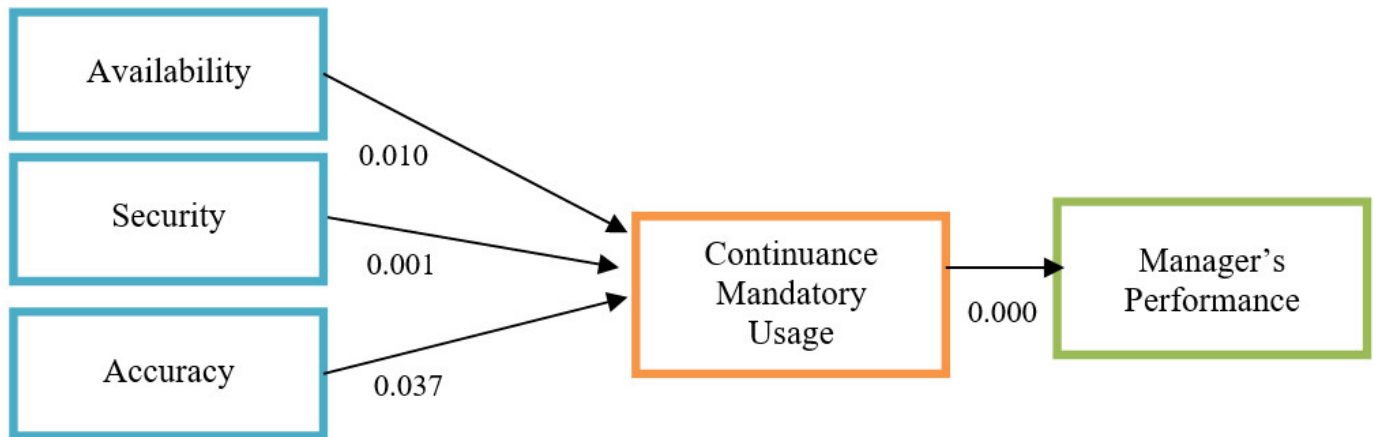 Availability
0.010
Security
0.001
Accuracy
0.037
Continuance
Mandatory
Usage
0.000
Manager’s
Performance